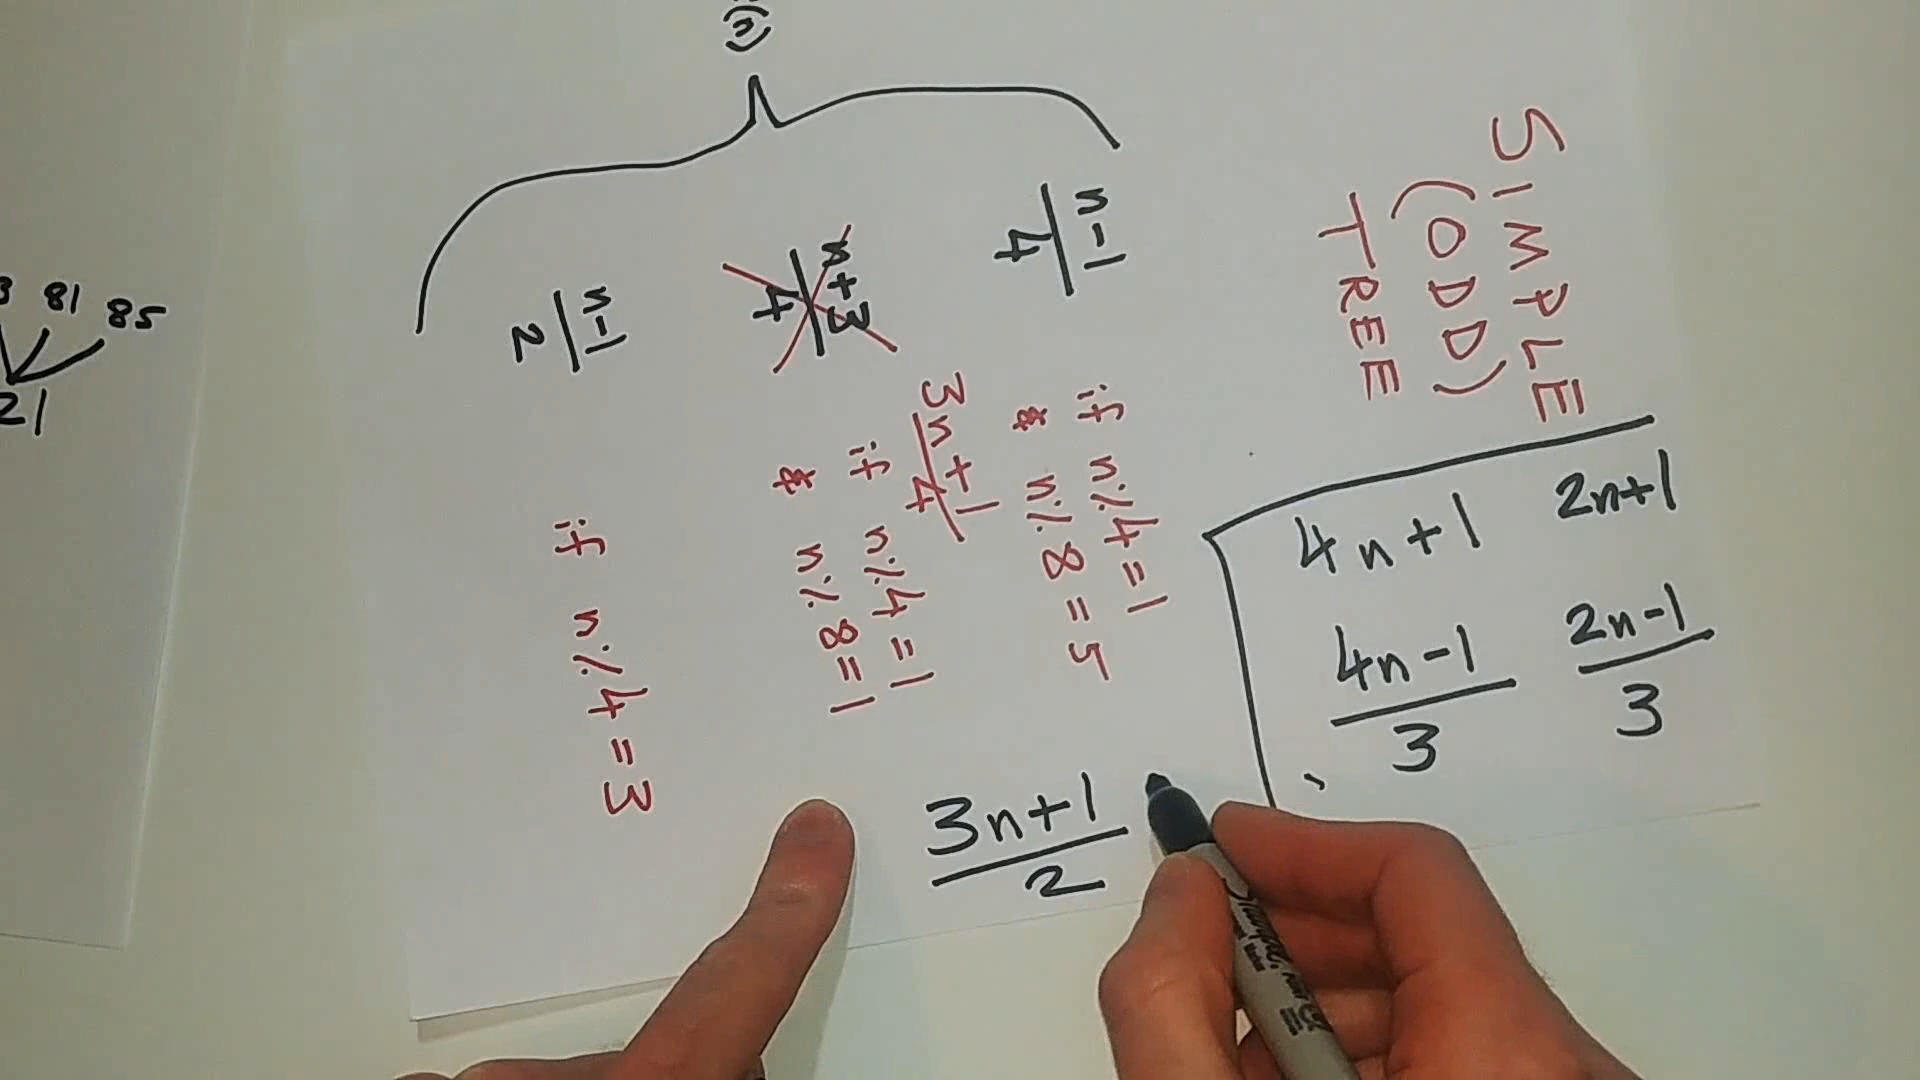 SIMPLE
(ODD)
TREE
n-1
4
if n%4=1
& n%8=5
n+3
4
3n+1
4
if n%4=1
& n%8=1
n-1
2
if n%4=3
4n+1 2n+1
4n-1
3
2n-1
3
3n+1
2
81 85
21
Sharpie